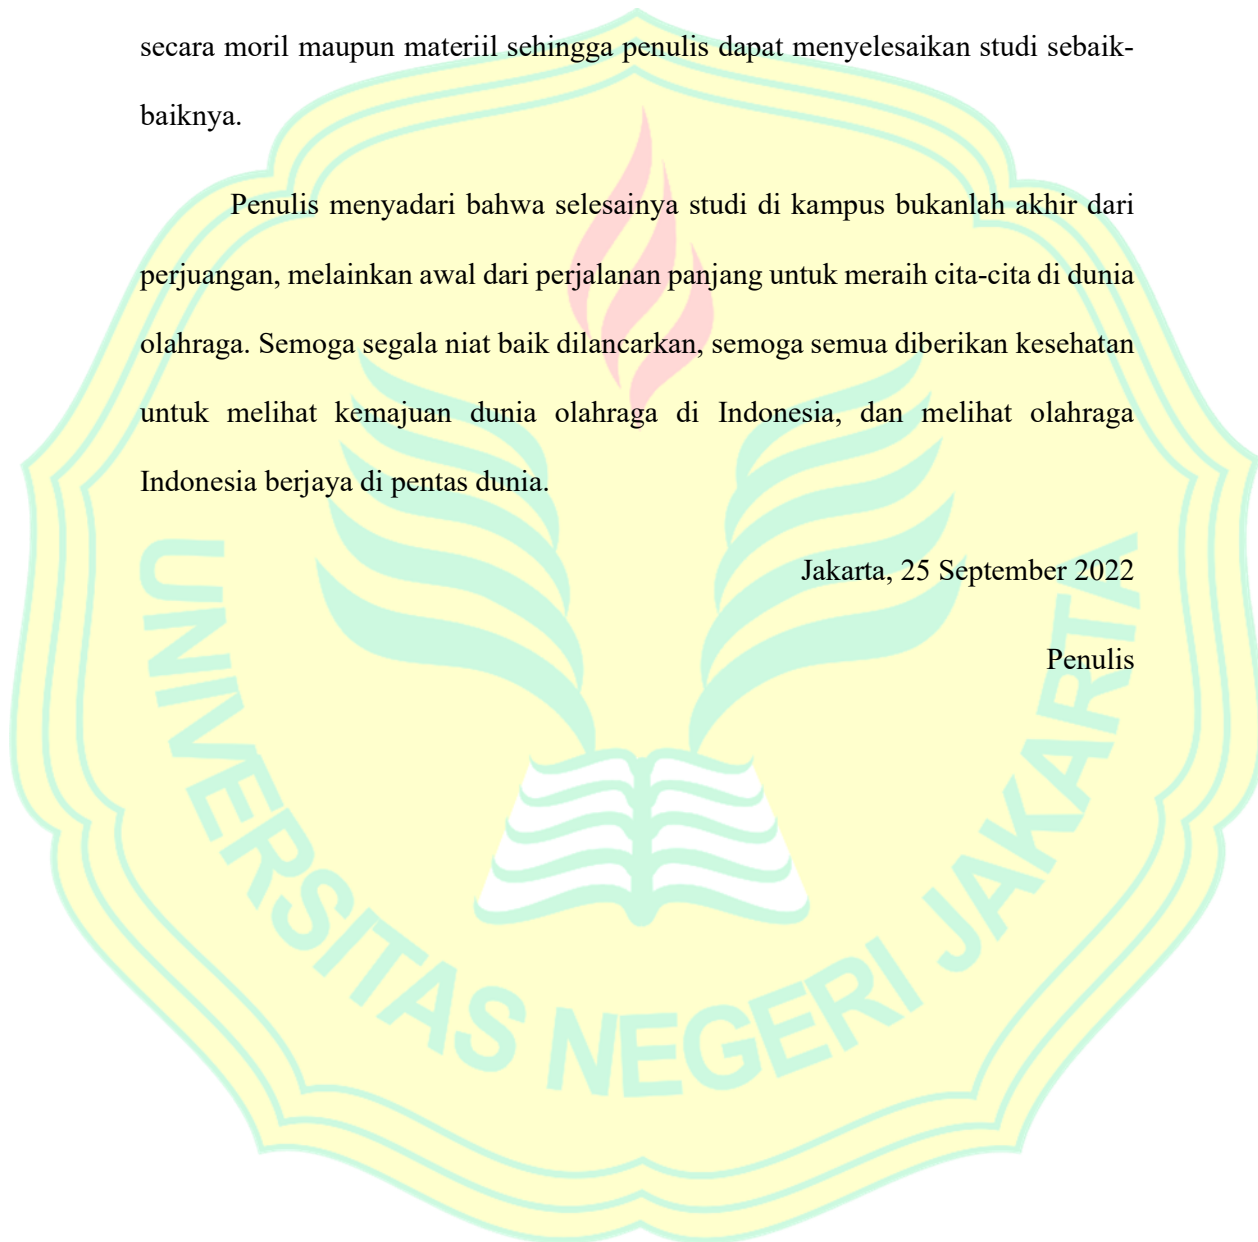 secara moril maupun materiil sehingga penulis dapat menyelesaikan studi sebaik-
baiknya.
Penulis menyadari bahwa selesainya studi di kampus bukanlah akhir dari
perjuangan, melainkan awal dari perjalanan panjang untuk meraih cita-cita di dunia
olahraga. Semoga segala niat baik dilancarkan, semoga semua diberikan kesehatan
untuk melihat kemajuan dunia olahraga di Indonesia, dan melihat olahraga
Indonesia berjaya di pentas dunia.
Jakarta, 25 September 2022
Penulis
UNIVERSITAS NEGERI JAKARTA